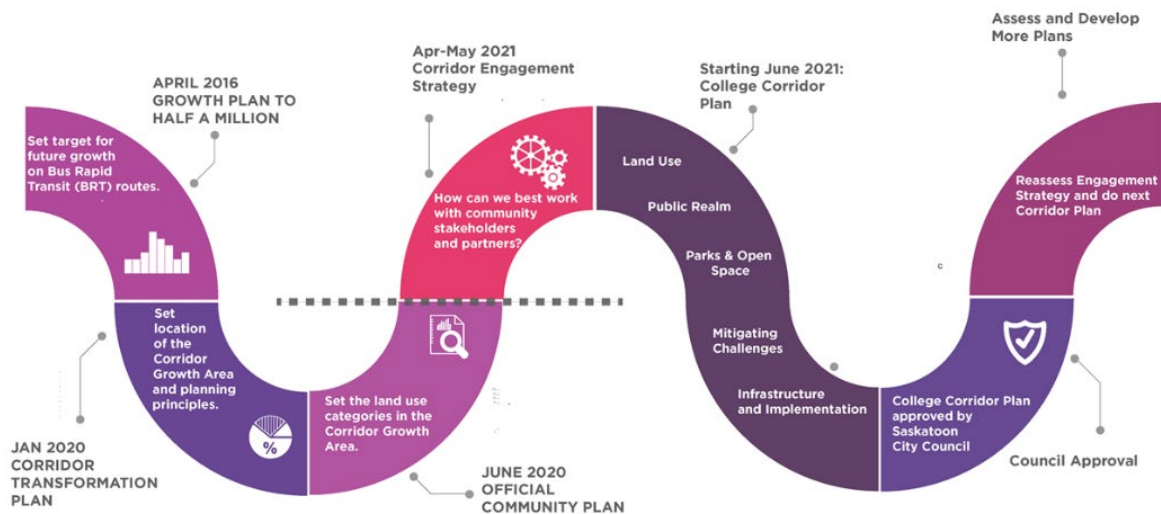 APRIL 2016
GROWTH PLAN TO
HALF A MILLION
Set target for
future growth
on Bus Rapid
Transit (BRT) routes.
JAN 2020
CORRIDOR
TRANSFORMATION
PLAN
Set
location
of the
Corridor
Growth Area
and planning
principles.
%
JUNE 2020
OFFICIAL
COMMUNITY PLAN
Set the land use
categories in the
Corridor Growth
Area.
Apr-May 2021
Corridor Engagement
Strategy
How can we best work
with community
stakeholders
and partners?
Starting June 2021:
College Corridor
Plan
Land Use
Public Realm
Parks & Open
Space
Mitigating
Challenges
Infrastructure
and Implementation
College Corridor Plan
approved by
Saskatoon
City Council
Council Approval
Assess and Develop
More Plans
Reassess Engagement
Strategy and do next
Corridor Plan
c